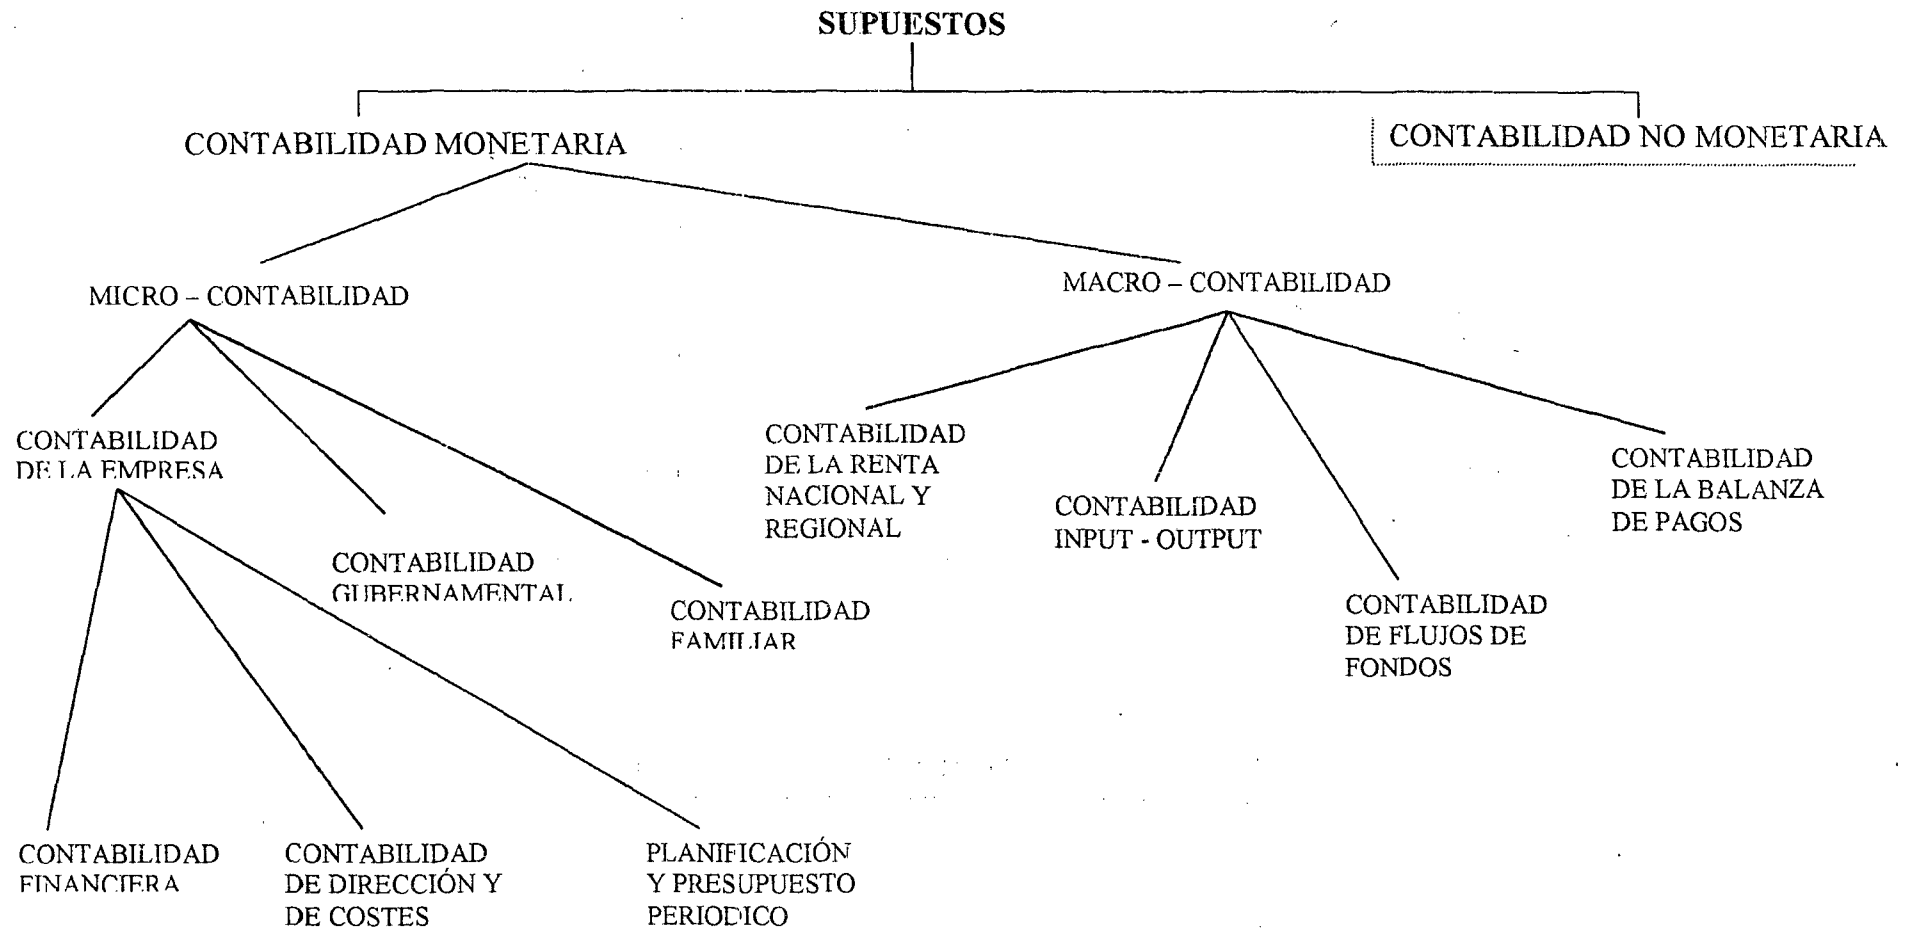 SUPUESTOS
CONTABILIDAD MONETARIA
CONTABILIDAD NO MONETARIA
MICRO – CONTABILIDAD
MACRO – CONTABILIDAD
CONTABILIDAD
DE LA EMPRESA
CONTABILIDAD
GUBERNAMENTAL
CONTABILIDAD
FAMILIAR
CONTABILIDAD
DE LA RENTA
NACIONAL Y
REGIONAL
CONTABILIDAD
INPUT - OUTPUT
CONTABILIDAD
DE FLUJOS DE
FONDOS
CONTABILIDAD
DE LA BALANZA
DE PAGOS
CONTABILIDAD
FINANCIERA
CONTABILIDAD
DE DIRECCIÓN Y
DE COSTES
PLANIFICACIÓN
Y PRESUPUESTO
PERIODICO